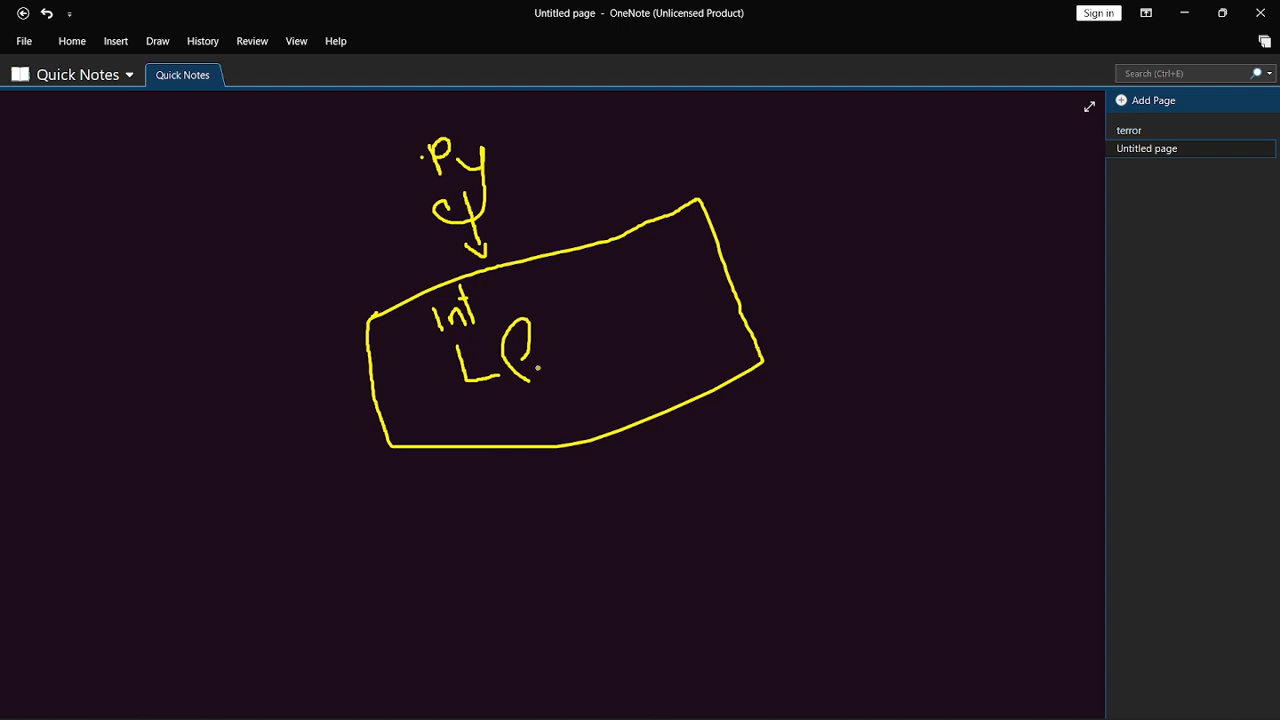 Untitled page - OneNote (Unlicensed Product)
Sign in
File Home Insert Draw History Review View Help
Quick Notes
Quick Notes
Search (Ctrl+E)
Add Page
terror
Untitled page
.Py
Int